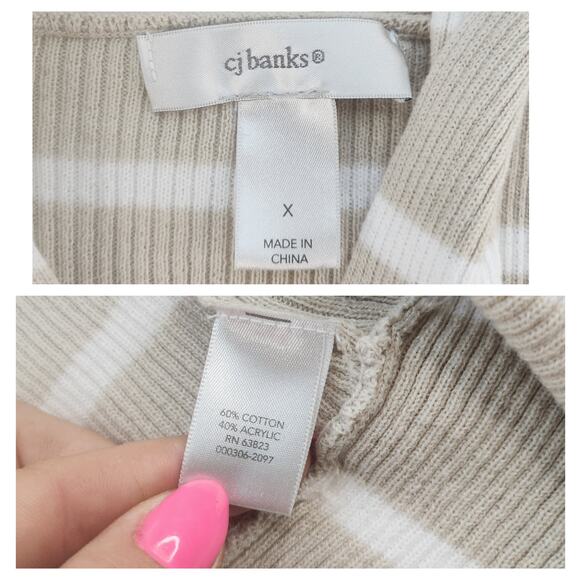 cj banks®
X
MADE IN
CHINA
60% COTTON
40% ACRYLIC
RN 63823
000306-2097